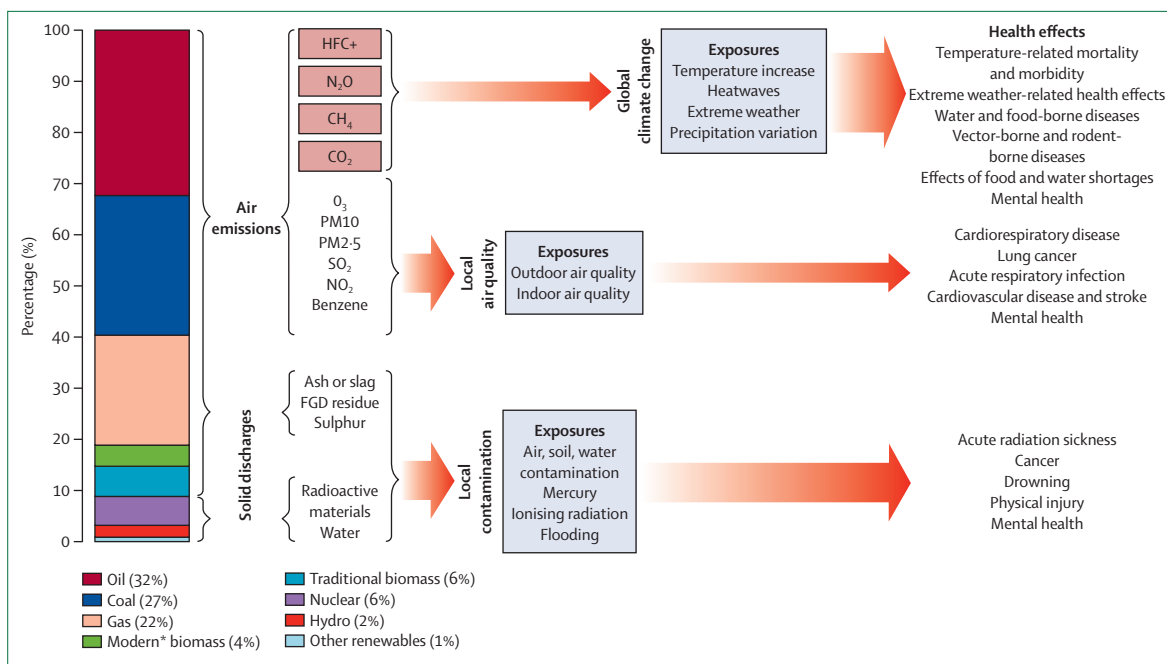 Percentage (%)
100
90
80
70
60
50
40
30
20
10
0
Air
emissions
Solid discharges
HFC+
N₂O
CH₄
CO₂
0₃
PM10
PM2·5
SO₂
NO₂
Benzene
Ash or slag
FGD residue
Sulphur
Radioactive
materials
Water
Global
climate change
Exposures
Temperature increase
Heatwaves
Extreme weather
Precipitation variation
Health effects
Temperature-related mortality
and morbidity
Extreme weather-related health effects
Water and food-borne diseases
Vector-borne and rodent-
borne diseases
Effects of food and water shortages
Mental health
Local
air quality
Exposures
Outdoor air quality
Indoor air quality
Cardiorespiratory disease
Lung cancer
Acute respiratory infection
Cardiovascular disease and stroke
Mental health
Local
contamination
Exposures
Air, soil, water
contamination
Mercury
Ionising radiation
Flooding
Acute radiation sickness
Cancer
Drowning
Physical injury
Mental health
Oil (32%)
Coal (27%)
Gas (22%)
Modern* biomass (4%)
Traditional biomass (6%)
Nuclear (6%)
Hydro (2%)
Other renewables (1%)